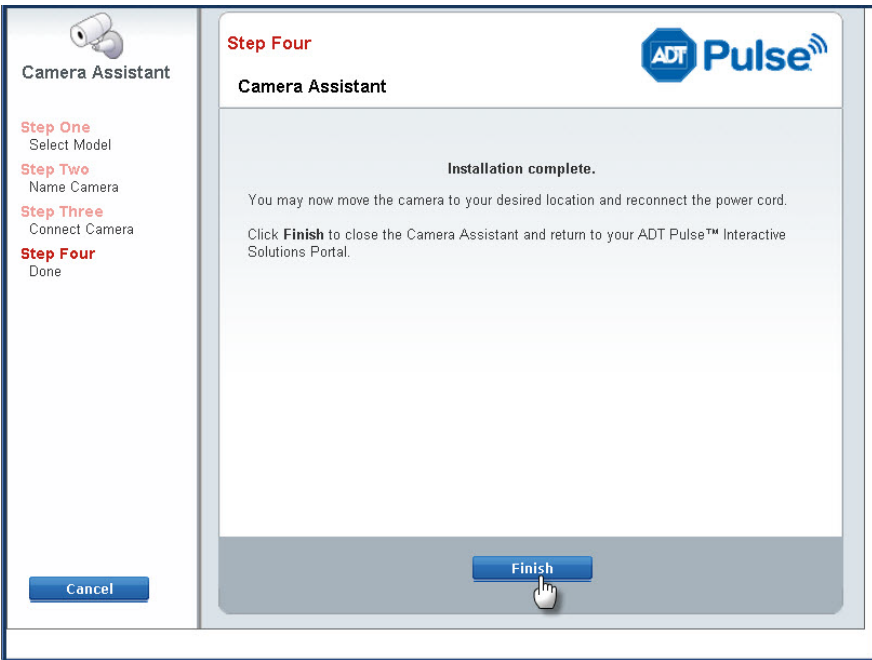 Camera Assistant
Step One
Select Model
Step Two
Name Camera
Step Three
Connect Camera
Step Four
Done
Cancel
Step Four
Camera Assistant
ADT Pulse
Installation complete.
You may now move the camera to your desired location and reconnect the power cord.
Click Finish to close the Camera Assistant and return to your ADT Pulse™ Interactive
Solutions Portal.
Finish